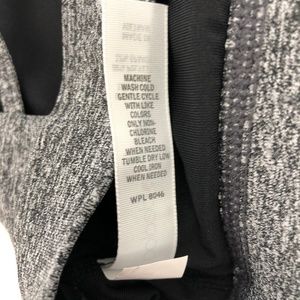 MACHINE
WASH COLD
GENTLE CYCLE
WITH LIKE
COLORS
ONLY NON-
CHLORINE
BLEACH
WHEN NEEDED
TUMBLE DRY LOW
COOL IRON
WHEN NEEDED
WPL 8046